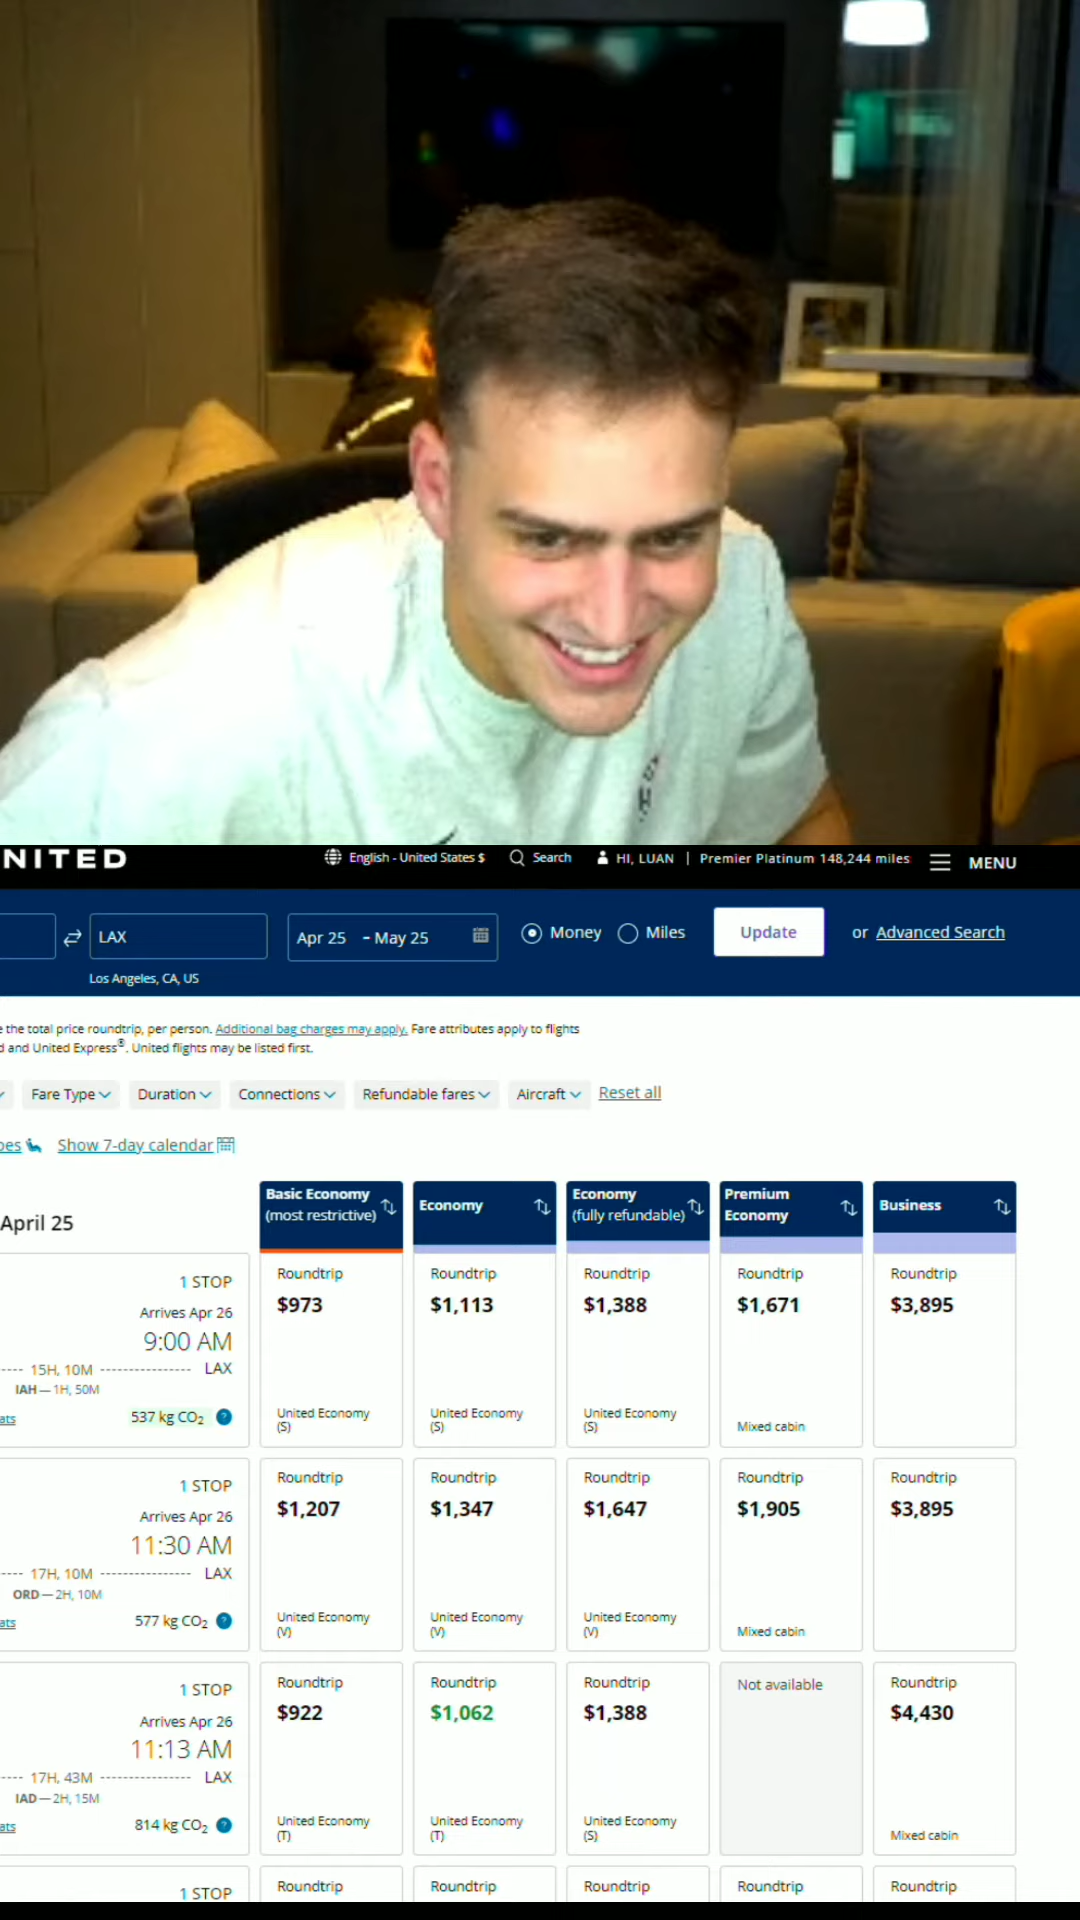 NITED
English - United States $ Search HI, LUAN | Premier Platinum 148,244 miles MENU
LAX Apr 25 - May 25 Money Miles Update or Advanced Search
Los Angeles, CA, US
e the total price roundtrip, per person. Additional bag charges may apply. Fare attributes apply to flights
d and United Express®. United flights may be listed first.
Fare Type Duration Connections Refundable fares Aircraft Reset all
pes Show 7-day calendar
April 25
Basic Economy
(most restrictive)
Economy
Economy
(fully refundable)
Premium
Economy
Business
1 STOP
Arrives Apr 26
9:00 AM
15H, 10M LAX
IAH — 1H, 50M
ats 537 kg CO2 ?
Roundtrip
$973
United Economy
(S)
Roundtrip
$1,113
United Economy
(S)
Roundtrip
$1,388
United Economy
(S)
Roundtrip
$1,671
Mixed cabin
Roundtrip
$3,895
1 STOP
Arrives Apr 26
11:30 AM
17H, 10M LAX
ORD — 2H, 10M
ats 577 kg CO2 ?
Roundtrip
$1,207
United Economy
(V)
Roundtrip
$1,347
United Economy
(V)
Roundtrip
$1,647
United Economy
(V)
Roundtrip
$1,905
Mixed cabin
Roundtrip
$3,895
1 STOP
Arrives Apr 26
11:13 AM
17H, 43M LAX
IAD — 2H, 15M
ats 814 kg CO2 ?
Roundtrip
$922
United Economy
(T)
Roundtrip
$1,062
United Economy
(T)
Roundtrip
$1,388
United Economy
(S)
Not available
Roundtrip
$4,430
Mixed cabin
1 STOP
Roundtrip
Roundtrip
Roundtrip
Roundtrip
Roundtrip